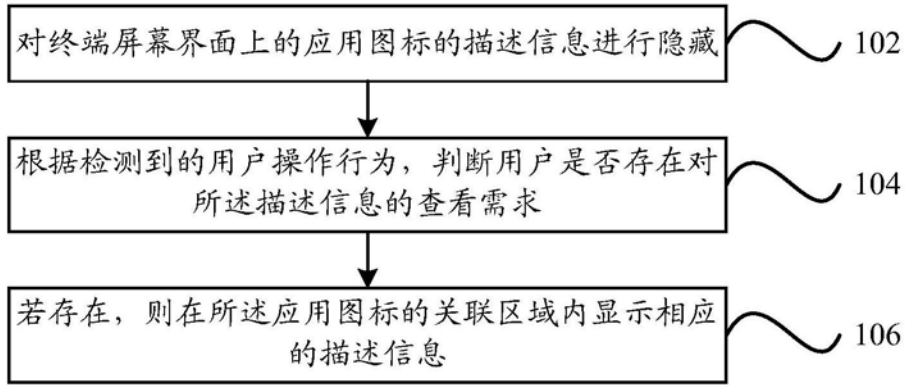 对终端屏幕界面上的应用图标的描述信息进行隐藏
102
根据检测到的用户操作行为，判断用户是否存在对
所述描述信息的查看需求
104
若存在，则在所述应用图标的关联区域内显示相应
的描述信息
106